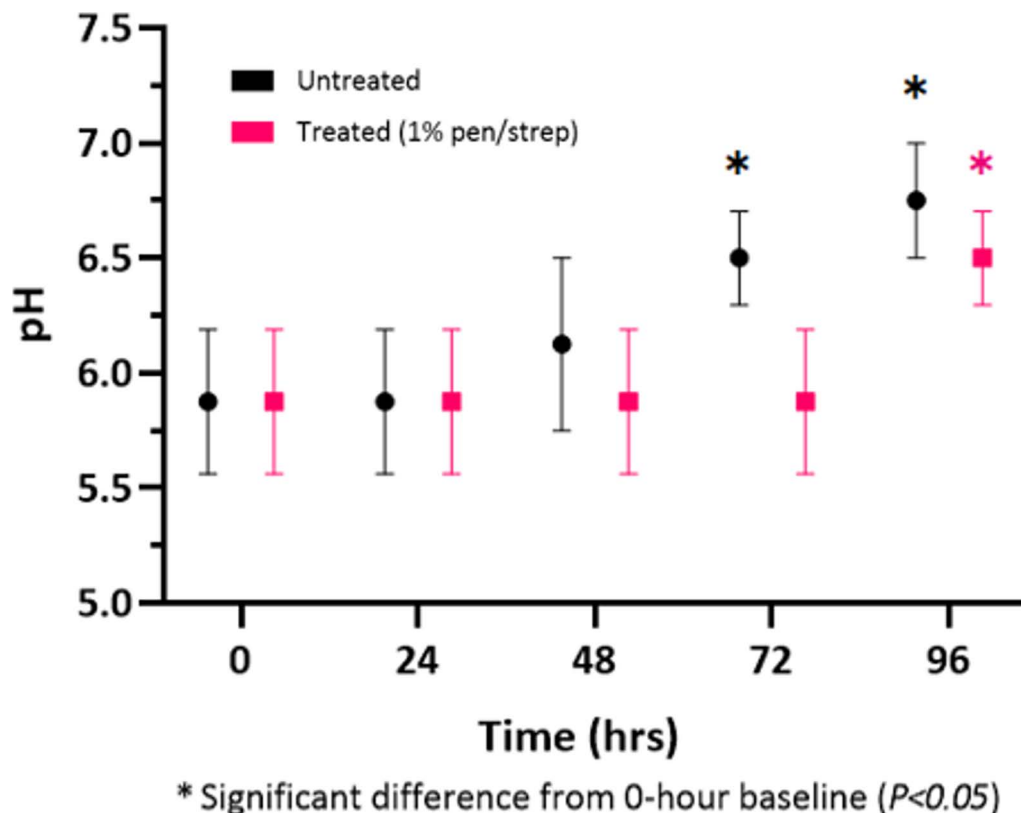 7.5
Untreated
Treated (1% pen/strep)
*
*
*
7.0
6.5
pH
6.0
5.5
5.0
0 24 48 72 96
Time (hrs)
* Significant difference from 0-hour baseline (P<0.05)